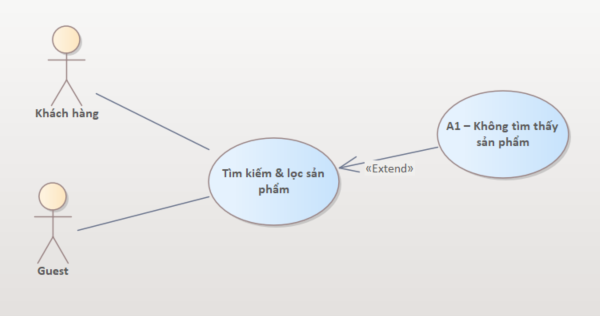 Khách hàng
Tìm kiếm & lọc sản
phẩm
«Extend»
A1 – Không tìm thấy
sản phẩm
Guest